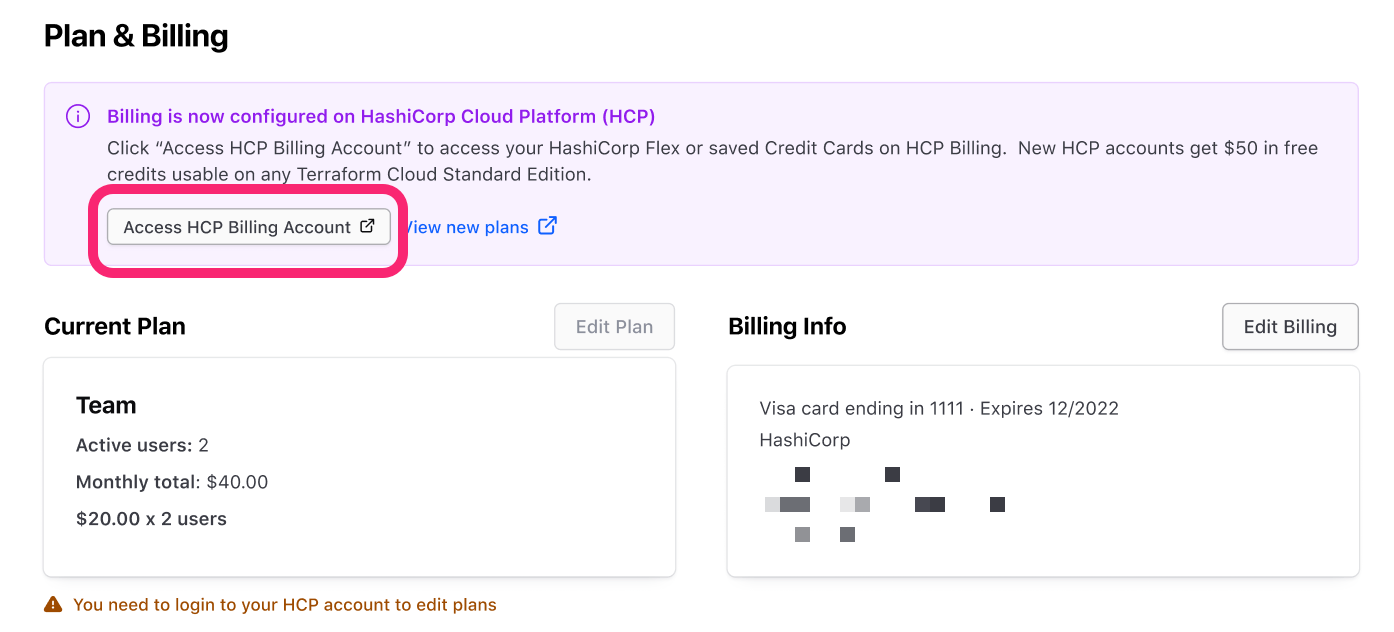 Plan & Billing
Billing is now configured on HashiCorp Cloud Platform (HCP)
Click “Access HCP Billing Account” to access your HashiCorp Flex or saved Credit Cards on HCP Billing.  New HCP accounts get $50 in free
credits usable on any Terraform Cloud Standard Edition.
Access HCP Billing Account View new plans
Current Plan Edit Plan
Billing Info Edit Billing
Team
Active users: 2
Monthly total: $40.00
$20.00 x 2 users
Visa card ending in 1111 · Expires 12/2022
HashiCorp
You need to login to your HCP account to edit plans